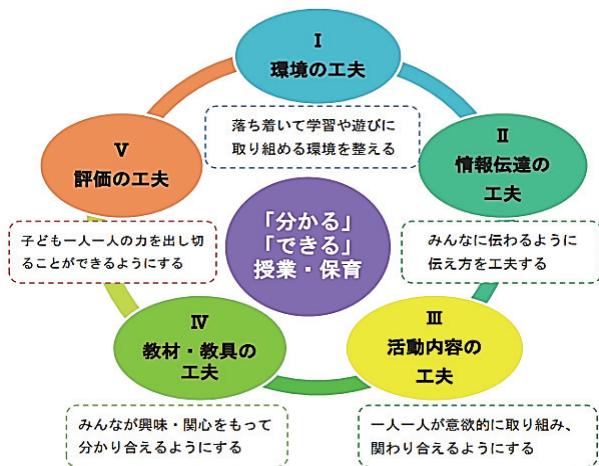 Ⅰ
環境の工夫
落ち着いて学習や遊びに
取り組める環境を整える
Ⅱ
情報伝達の
工夫
みんなに伝わるように
伝え方を工夫する
Ⅲ
活動内容の
工夫
一人一人が意欲的に取り組み、
関わり合えるようにする
Ⅳ
教材・教具の
工夫
みんなが興味・関心をもって
分かり合えるようにする
Ⅴ
評価の工夫
子ども一人一人の力を出し切
ることができるようにする
「分かる」
「できる」
授業・保育